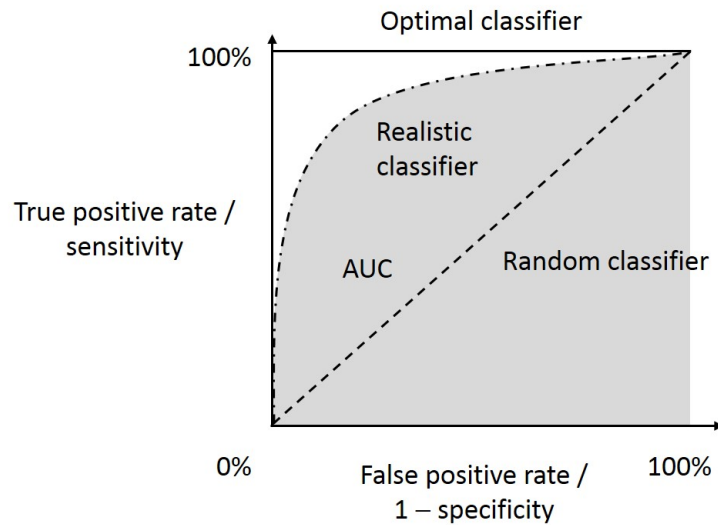 Optimal classifier
100%
Realistic
classifier
True positive rate /
sensitivity
AUC
Random classifier
0%
False positive rate /
1 – specificity
100%